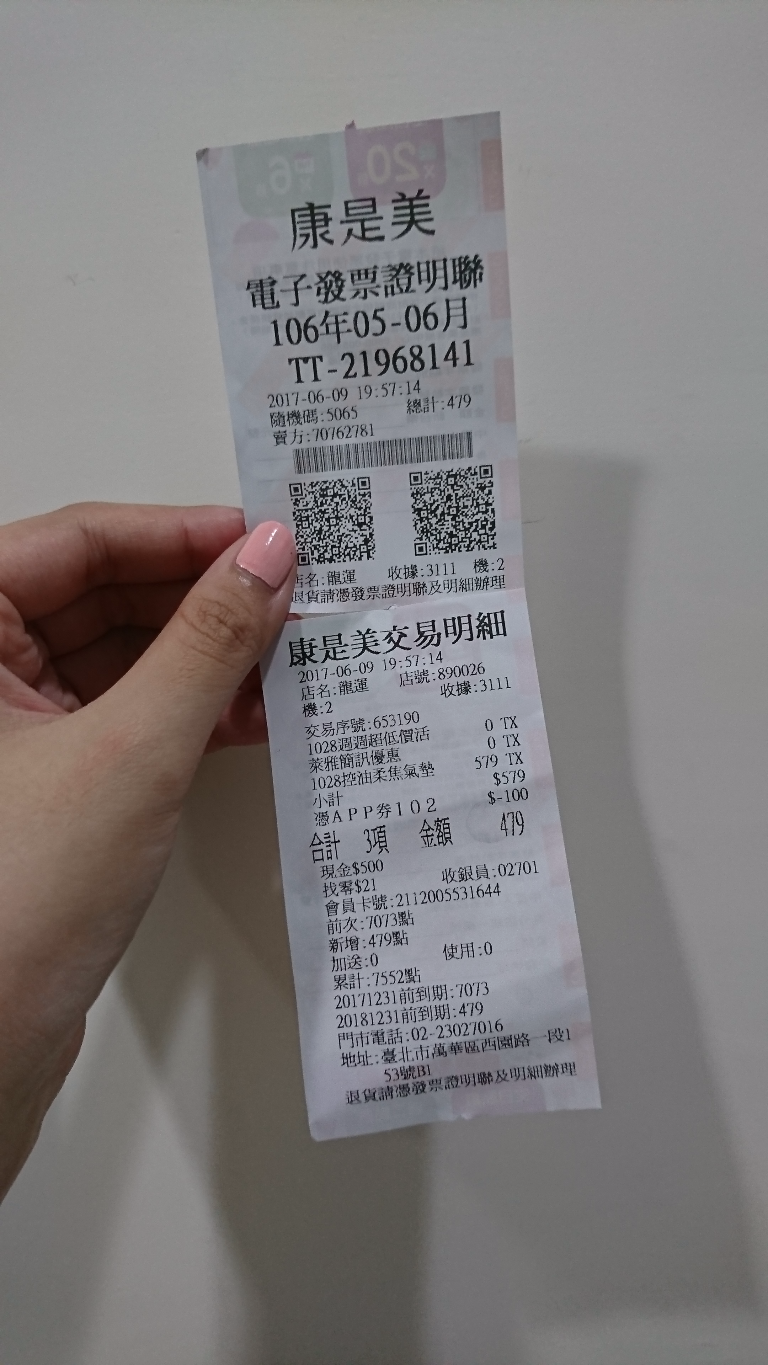 康是美
電子發票證明聯
106年05-06月
TT-21968141
2017-06-09 19:57:14
隨機碼:5065 總計:479
賣方:70762781
店名:龍運 收據:3111 機:2
退貨請憑發票證明聯及明細辦理
康是美交易明細
2017-06-09 19:57:14
店名:龍運 店號:890026
機:2 收據:3111
交易序號:653190
1028週週超低價活 0 TX
萊雅簡訊優惠 0 TX
1028控油柔焦氣墊 579 TX
小計 $579
憑APP券102 $-100
合計 3項 金額 479
現金$500
找零$21 收銀員:02701
會員卡號:2112005531644
前次:7073點
新增:479點
加送:0 使用:0
累計:7552點
20171231前到期:7073
20181231前到期:479
門市電話:02-23027016
地址:臺北市萬華區西園路一段1
53號B1
退貨請憑發票證明聯及明細辦理